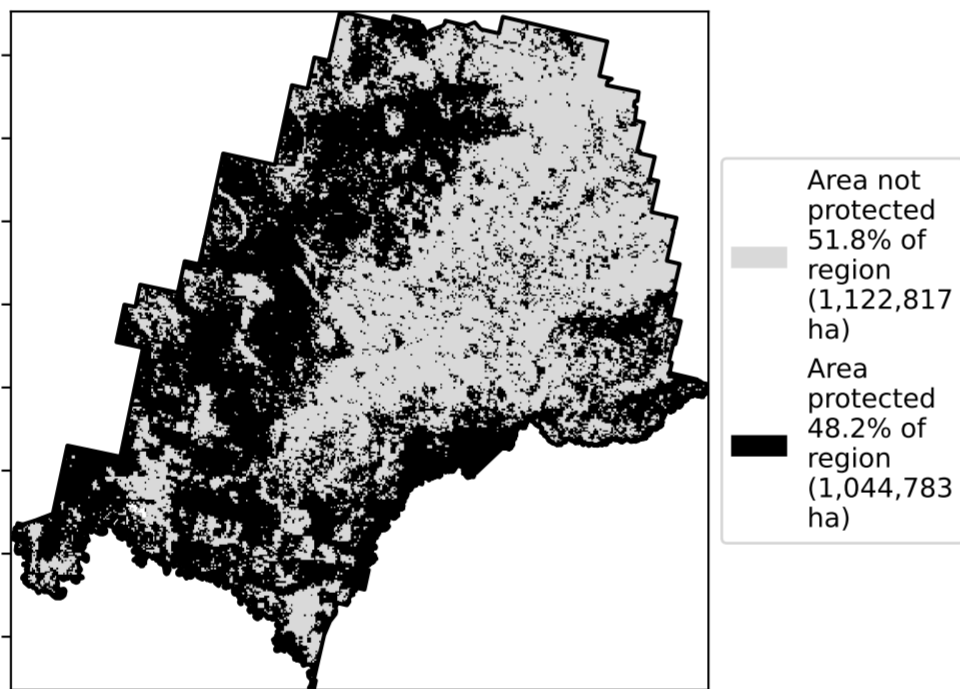 Area not
protected
51.8% of
region
(1,122,817
ha)
Area
protected
48.2% of
region
(1,044,783
ha)